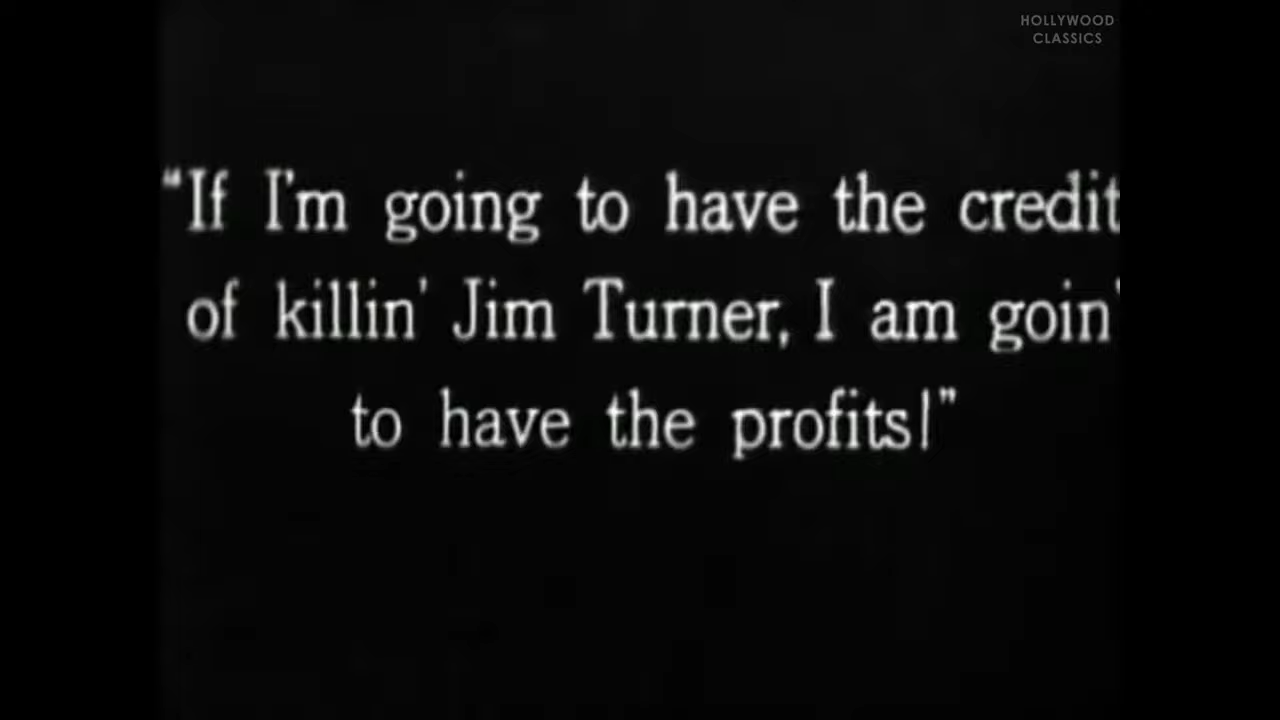 HOLLYWOOD
CLASSICS
“If I'm going to have the credit
of killin' Jim Turner, I am goin'
to have the profits!”